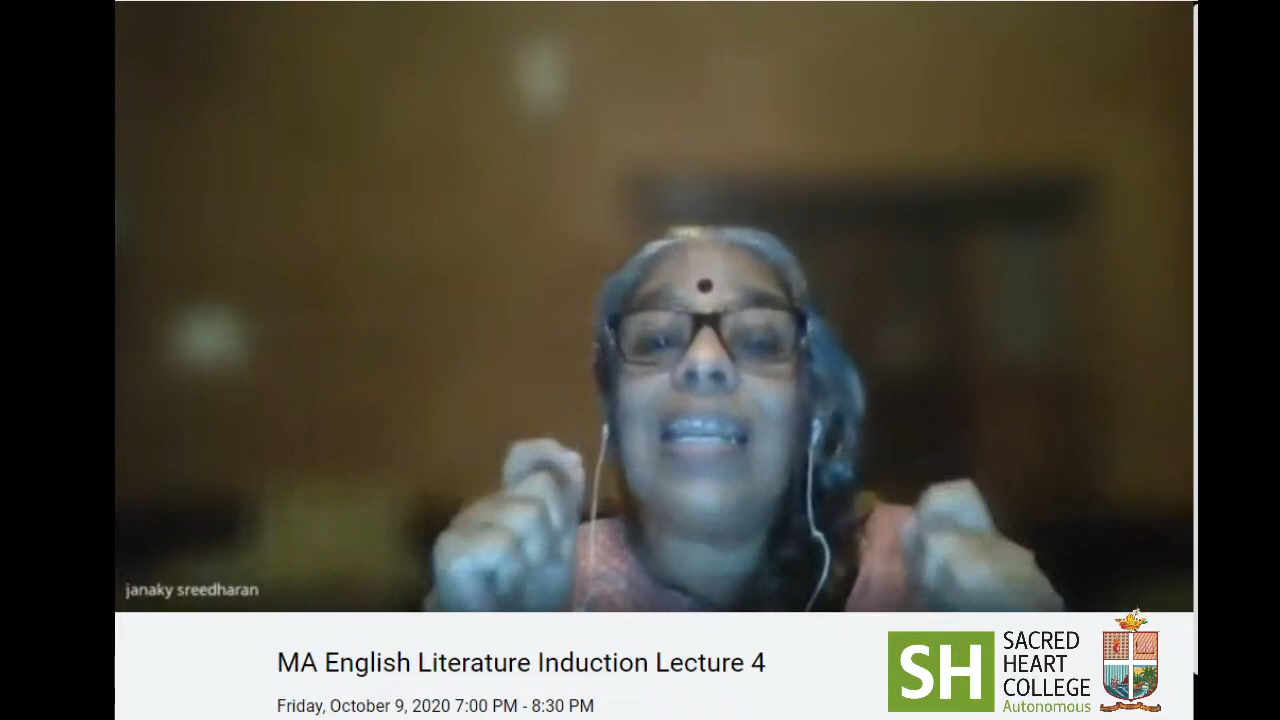 janaky sreedharan
MA English Literature Induction Lecture 4
Friday, October 9, 2020 7:00 PM - 8:30 PM
SH
SACRED
HEART
COLLEGE
Autonomous